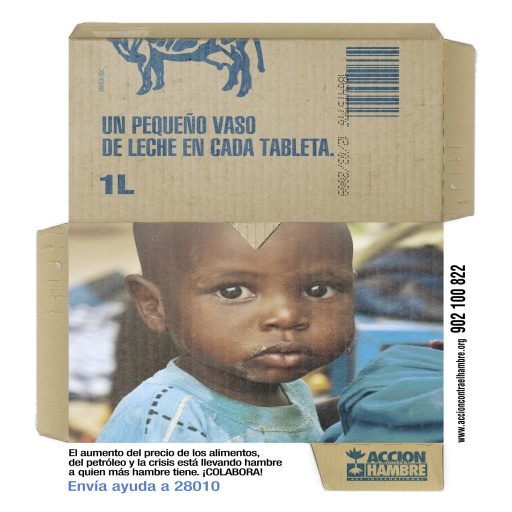 UN PEQUEÑO VASO
DE LECHE EN CADA TABLETA.
1L
www.accioncontraelhambre.org 902 100 822
El aumento del precio de los alimentos,
del petróleo y la crisis está llevando hambre
a quien más hambre tiene. ¡COLABORA!
Envía ayuda a 28010
ACCION
HAMBRE
ACF INTERNATIONAL